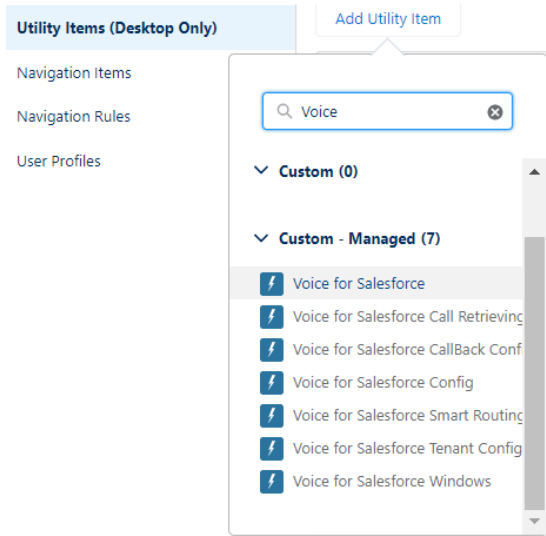 Utility Items (Desktop Only)
Add Utility Item
Navigation Items
Navigation Rules
User Profiles
Voice
Custom (0)
Custom - Managed (7)
Voice for Salesforce
Voice for Salesforce Call Retrieving
Voice for Salesforce CallBack Conf
Voice for Salesforce Config
Voice for Salesforce Smart Routing
Voice for Salesforce Tenant Config
Voice for Salesforce Windows